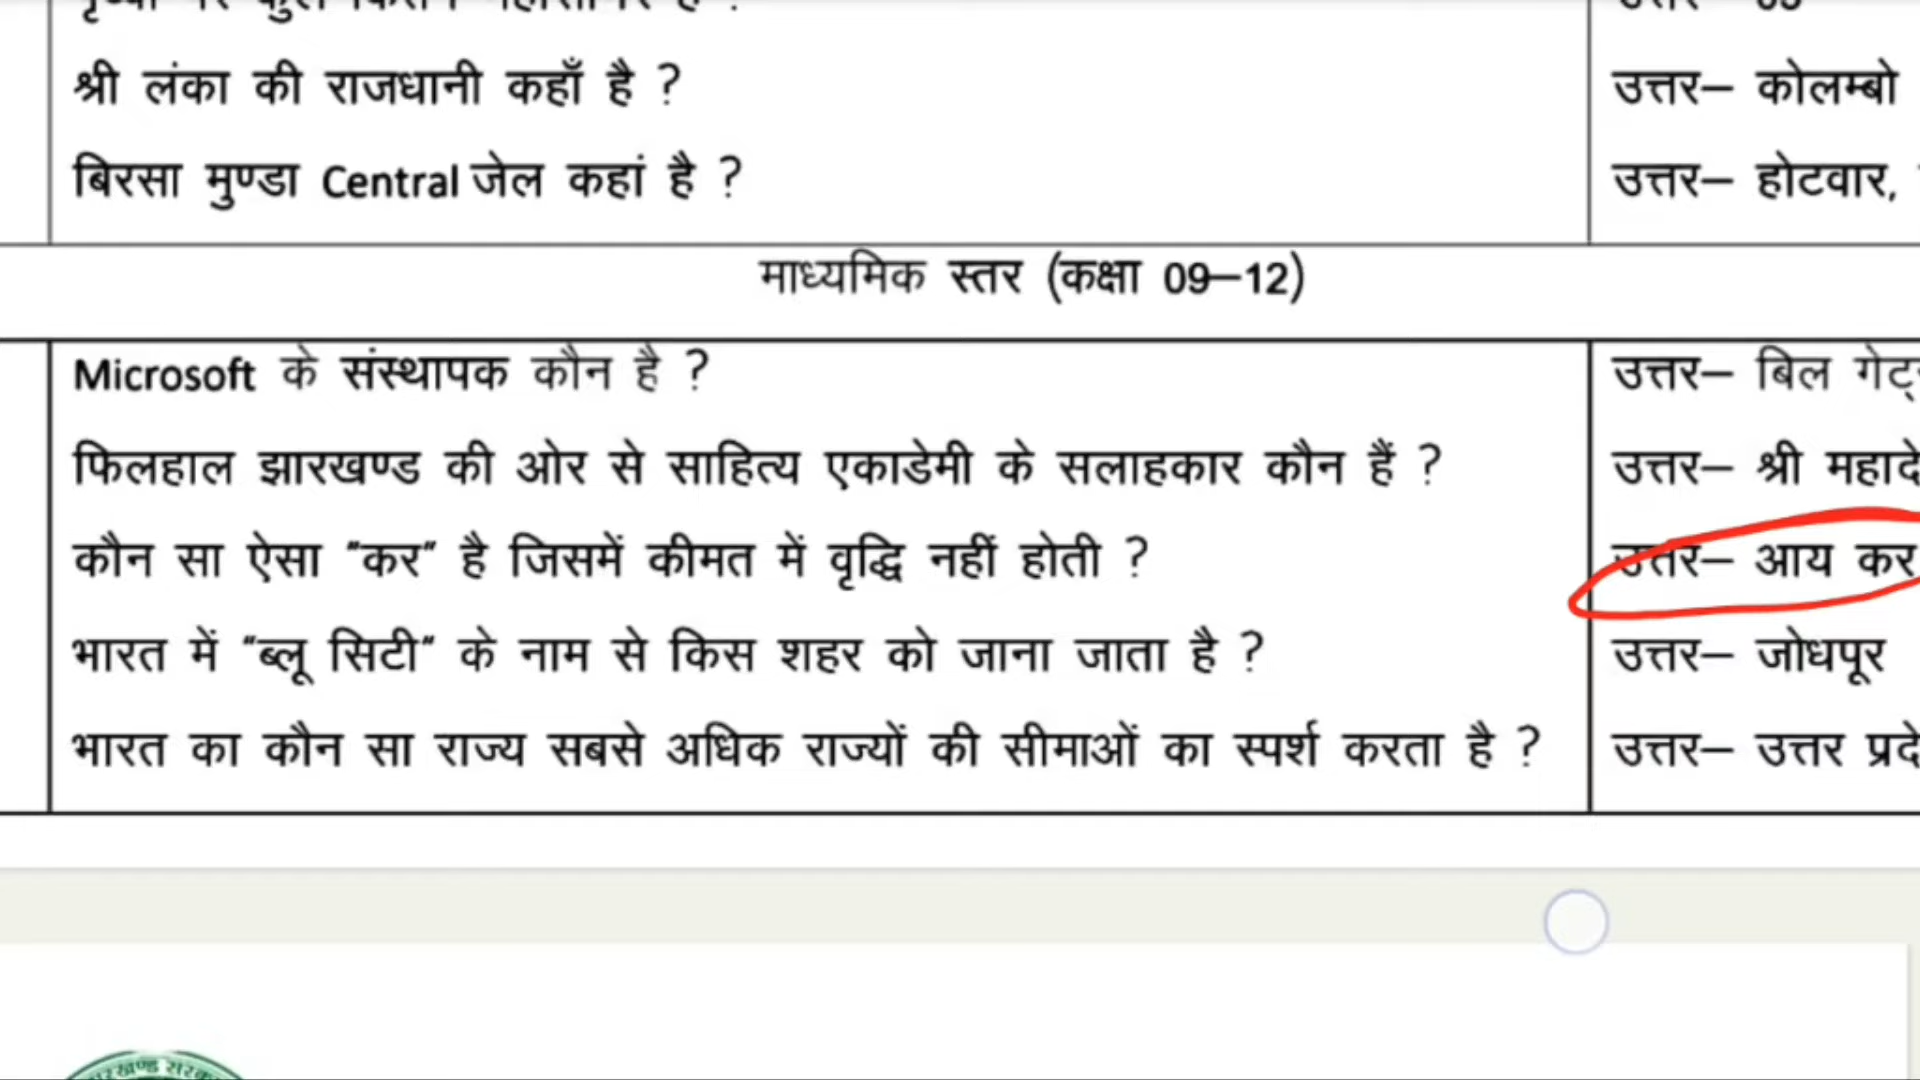 श्री लंका की राजधानी कहाँ है ? उत्तर– कोलम्बो
बिरसा मुण्डा Central जेल कहां है ? उत्तर– होटवार,
माध्यमिक स्तर (कक्षा 09–12)
Microsoft के संस्थापक कौन है ? उत्तर– बिल
फिलहाल झारखण्ड की ओर से साहित्य एकाडेमी के सलाहकार कौन हैं ? उत्तर– श्री
कौन सा ऐसा "कर" है जिसमें कीमत में वृद्धि नहीं होती ? उत्तर– आय कर
भारत में "ब्लू सिटी" के नाम से किस शहर को जाना जाता है ? उत्तर– जोधपूर
भारत का कौन सा राज्य सबसे अधिक राज्यों की सीमाओं का स्पर्श करता है ? उत्तर– उत्तर